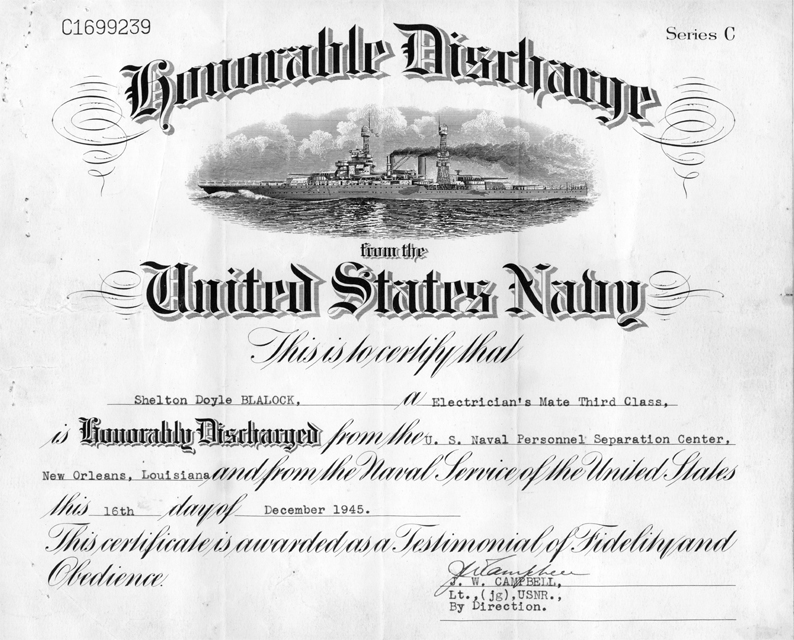 C1699239
Series C
Honorable Discharge
from the
United States Navy
This is to certify that
Shelton Doyle BLALOCK, a Electrician's Mate Third Class,
is Honorably Discharged from the U. S. Naval Personnel Separation Center,
New Orleans, Louisiana and from the Naval Service of the United States
this 16th day of December 1945.
This certificate is awarded as a Testimonial of Fidelity and
Obedience.
J W Campbell
J. W. CAMPBELL,
Lt.,(jg),USNR.,
By Direction.